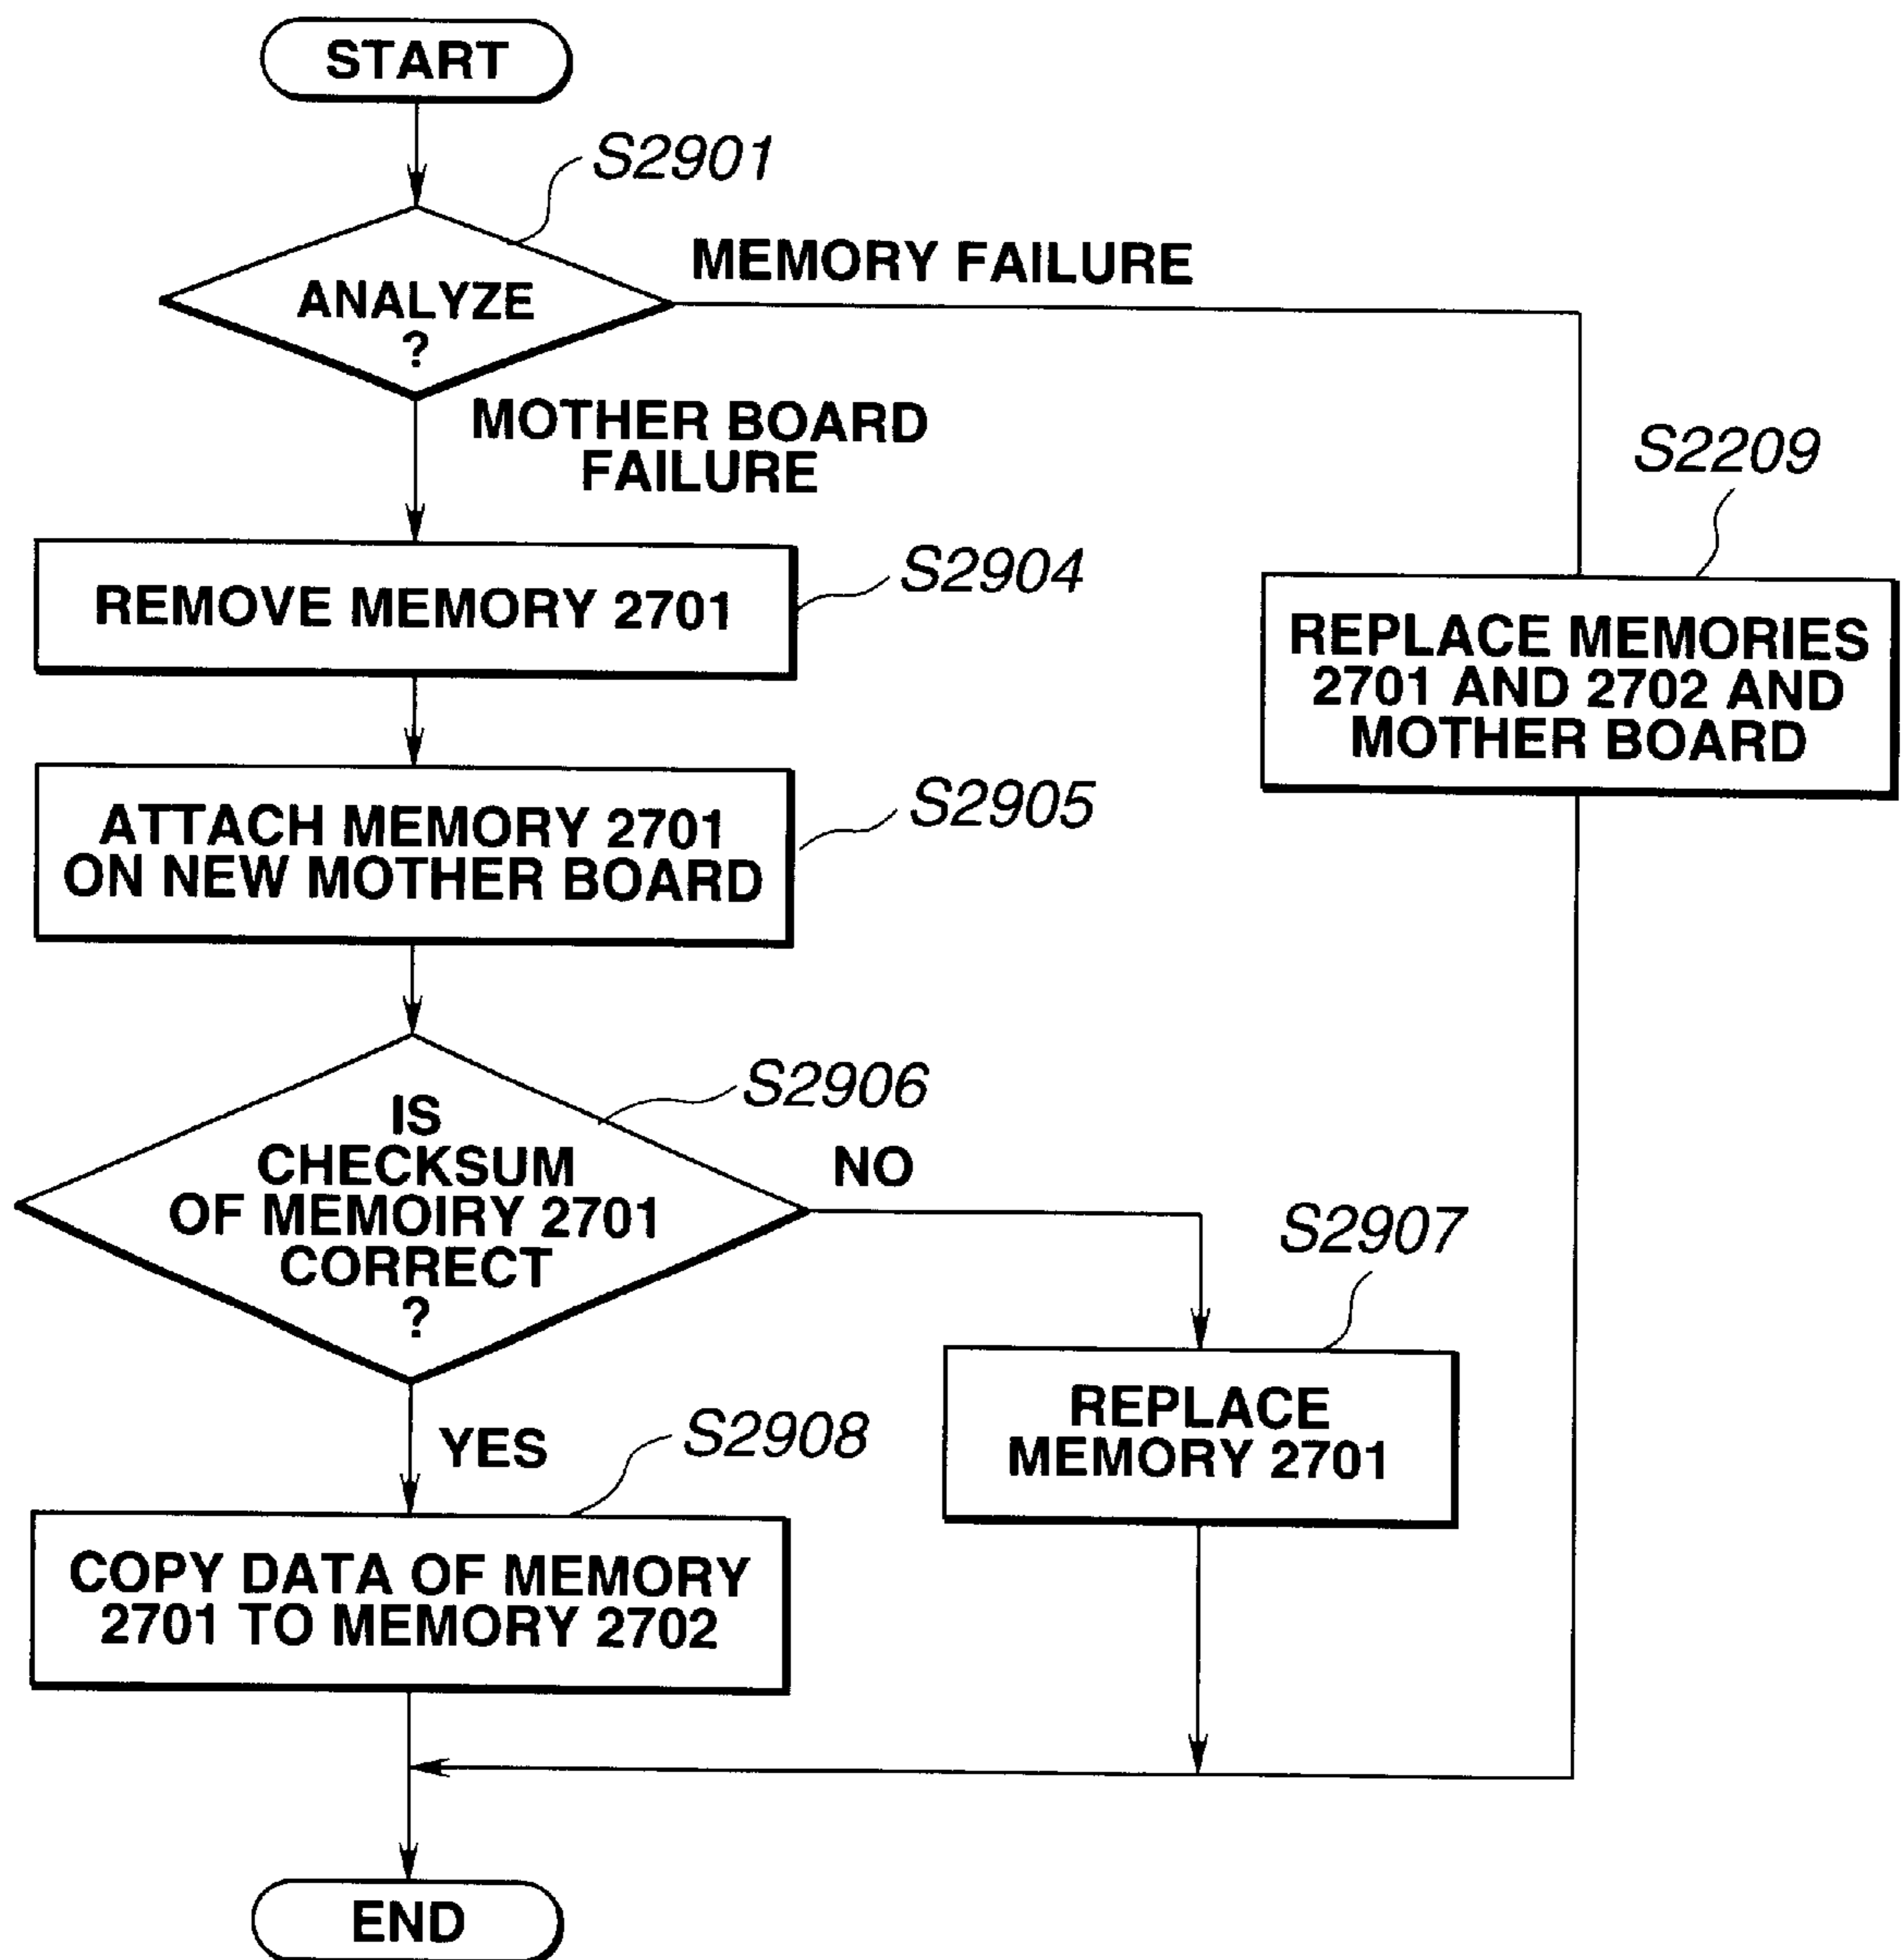 START
S2901
MEMORY FAILURE
ANALYZE
?
MOTHER BOARD
FAILURE
S2209
S2904
REMOVE MEMORY 2701
REPLACE MEMORIES
2701 AND 2702 AND
MOTHER BOARD
S2905
ATTACH MEMORY 2701
ON NEW MOTHER BOARD
S2906
IS
CHECKSUM
OF MEMOIRY 2701
CORRECT
?
NO
S2907
REPLACE
MEMORY 2701
YES
S2908
COPY DATA OF MEMORY
2701 TO MEMORY 2702
END